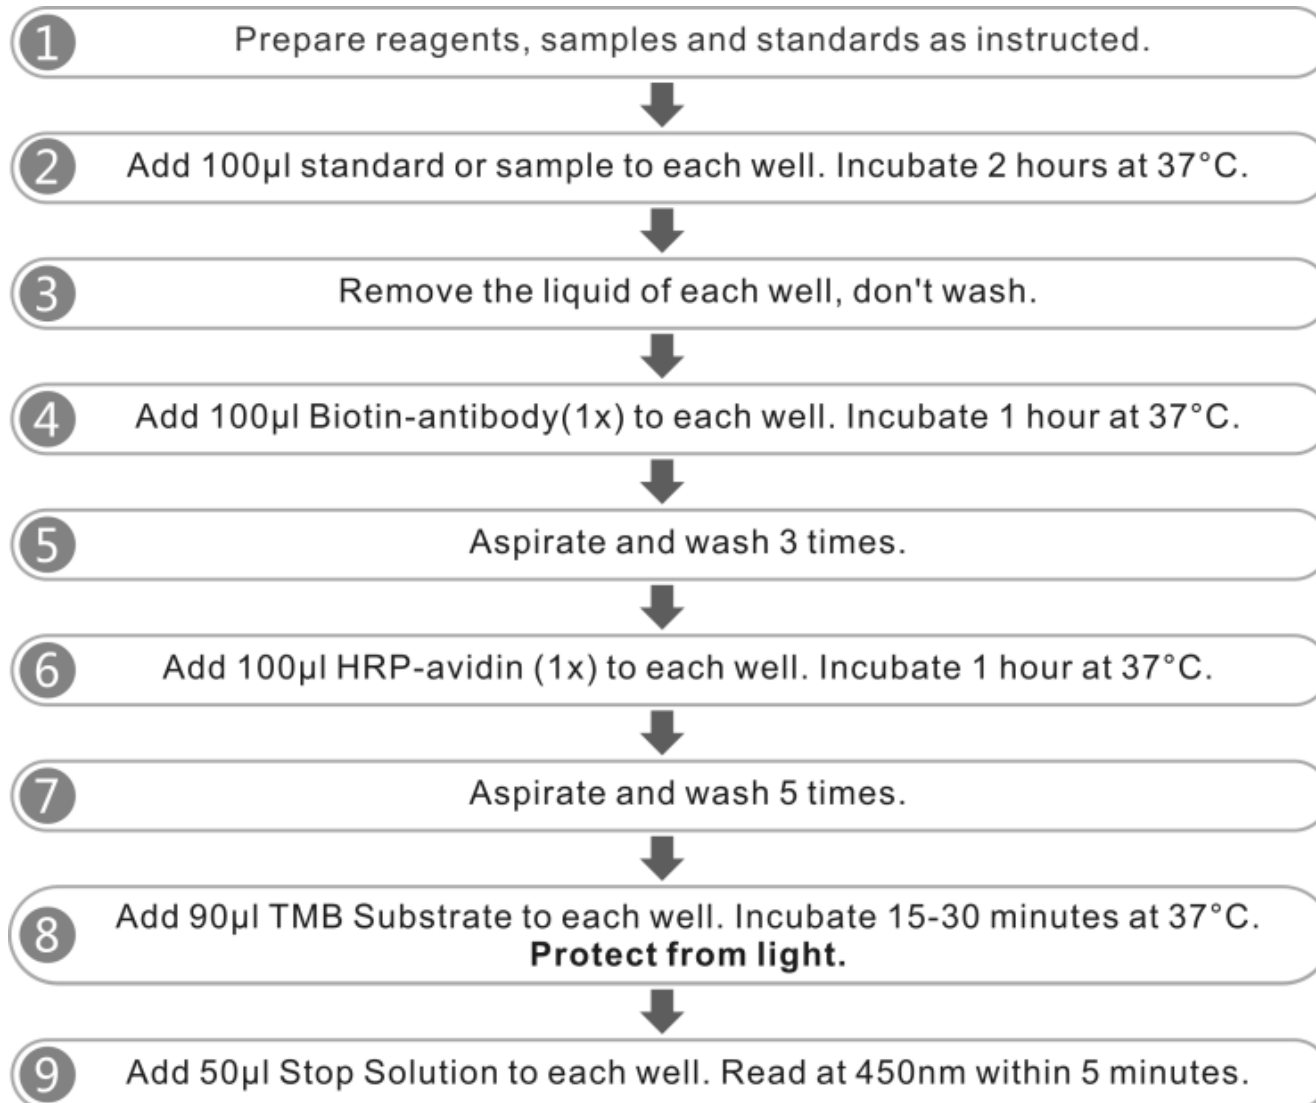 1 Prepare reagents, samples and standards as instructed.
2 Add 100µl standard or sample to each well. Incubate 2 hours at 37°C.
3 Remove the liquid of each well, don't wash.
4 Add 100µl Biotin-antibody(1x) to each well. Incubate 1 hour at 37°C.
5 Aspirate and wash 3 times.
6 Add 100µl HRP-avidin (1x) to each well. Incubate 1 hour at 37°C.
7 Aspirate and wash 5 times.
8 Add 90µl TMB Substrate to each well. Incubate 15-30 minutes at 37°C.
Protect from light.
9 Add 50µl Stop Solution to each well. Read at 450nm within 5 minutes.